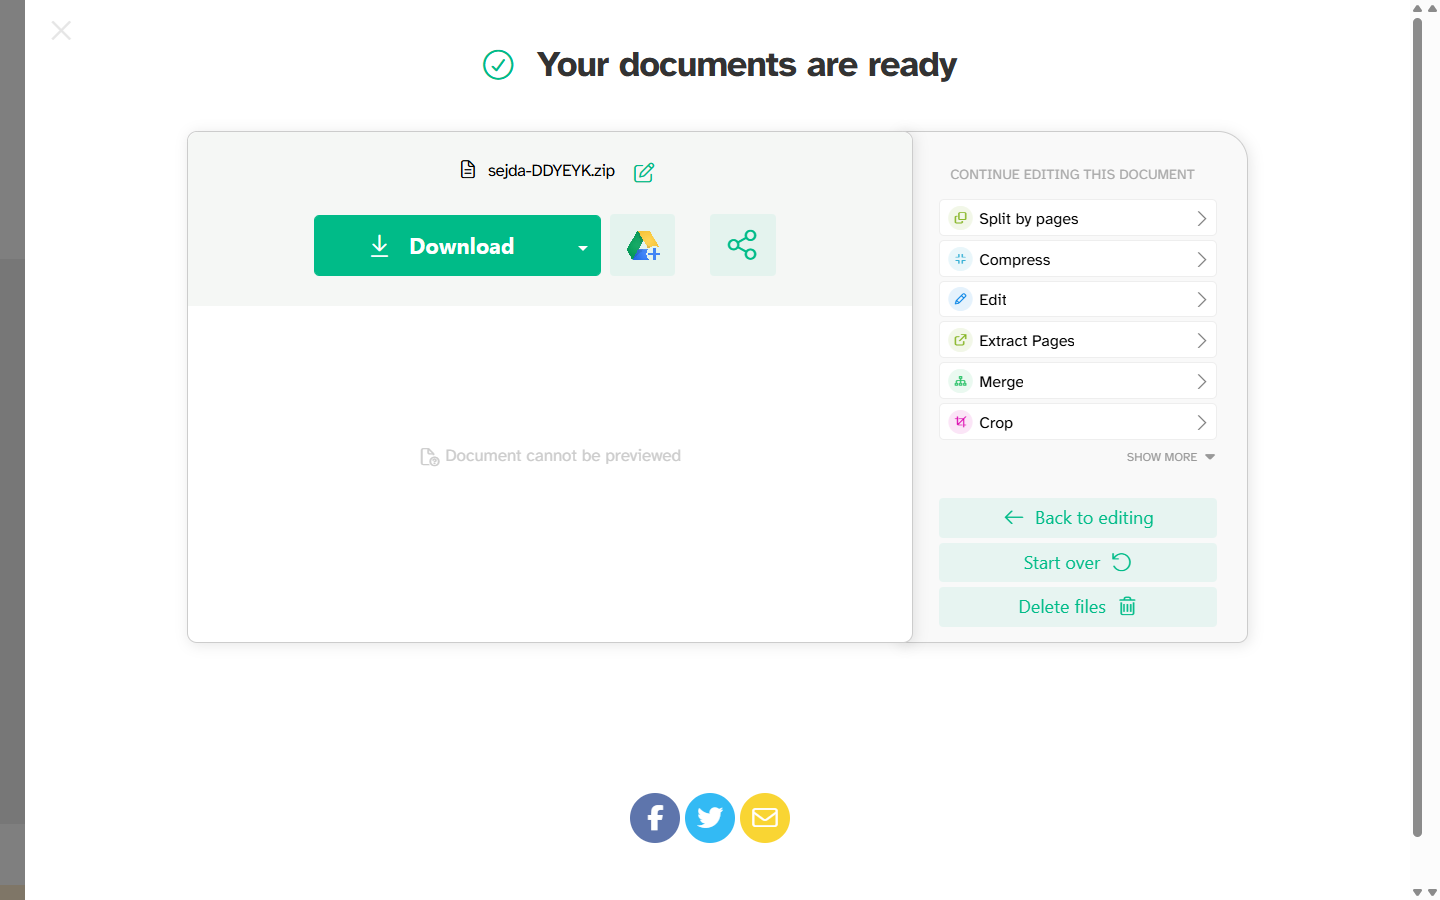 Your documents are ready
sejda-DDYEYK.zip
Download
Document cannot be previewed
CONTINUE EDITING THIS DOCUMENT
Split by pages
Compress
Edit
Extract Pages
Merge
Crop
SHOW MORE
Back to editing
Start over
Delete files